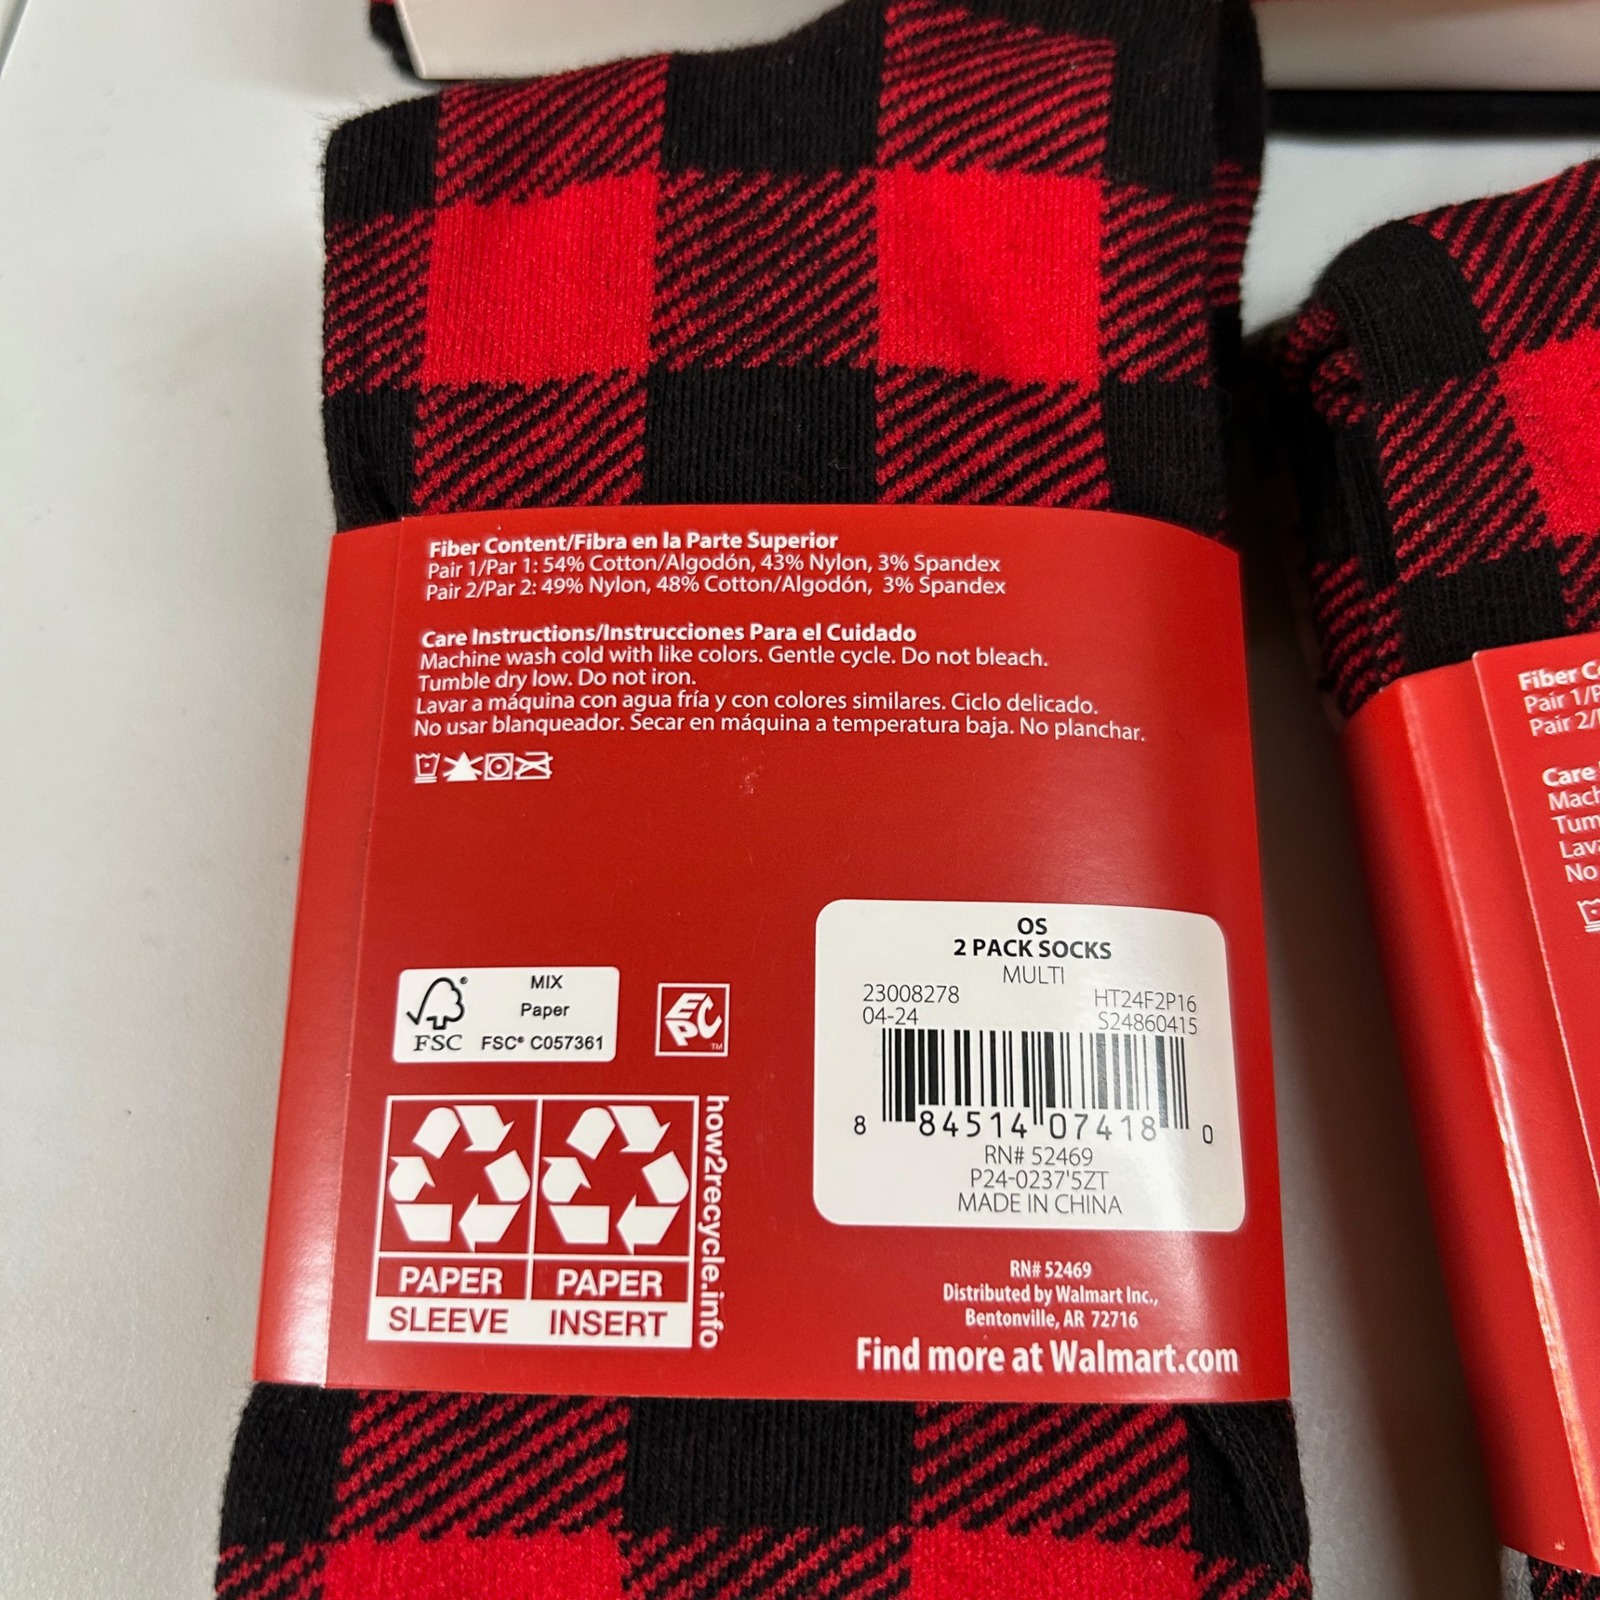 Fiber Content/Fibra en la Parte Superior
Pair 1/Par 1: 54% Cotton/Algodón, 43% Nylon, 3% Spandex
Pair 2/Par 2: 49% Nylon, 48% Cotton/Algodón, 3% Spandex
Care Instructions/Instrucciones Para el Cuidado
Machine wash cold with like colors. Gentle cycle. Do not bleach.
Tumble dry low. Do not iron.
Lavar a máquina con agua fría y con colores similares. Ciclo delicado.
No usar blanqueador. Secar en máquina a temperatura baja. No planchar.
MIX
Paper
FSC® C057361
FSC
EPC
TM
PAPER
SLEEVE
PAPER
INSERT
how2recycle.info
OS
2 PACK SOCKS
MULTI
23008278
HT24F2P16
04-24
S24860415
8 84514 07418 0
RN# 52469
P24-0237'5ZT
MADE IN CHINA
RN# 52469
Distributed by Walmart Inc.,
Bentonville, AR 72716
Find more at Walmart.com
Fiber
Pair 1/
Pair 2/
Care
No